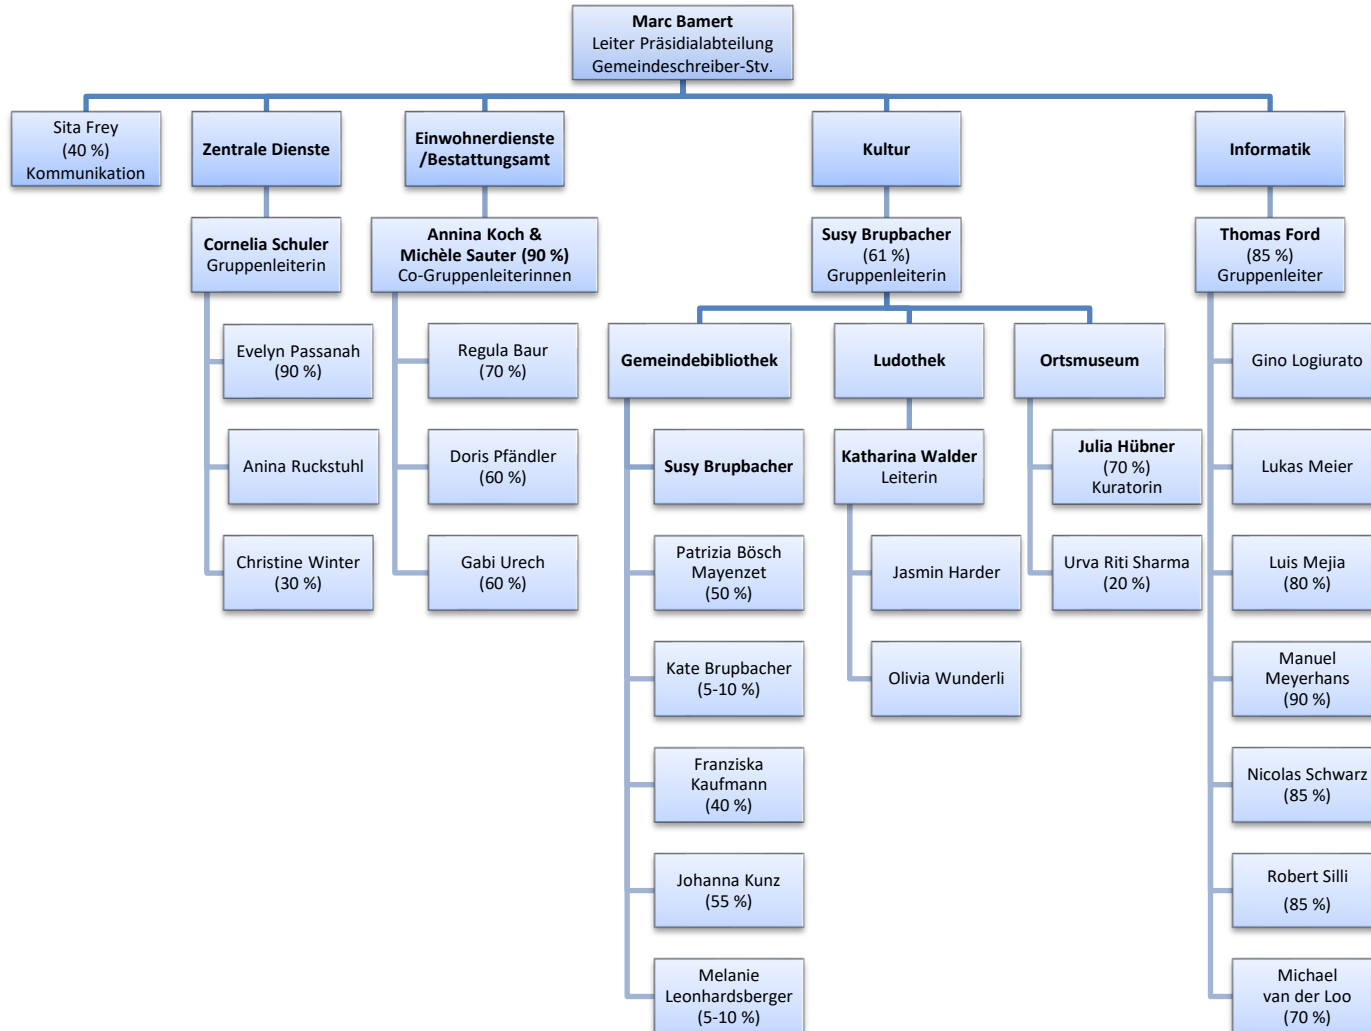 Marc Bamert
Leiter Präsidialabteilung
Gemeindeschreiber-Stv.
Sita Frey
(40 %)
Kommunikation
Zentrale Dienste
Einwohnerdienste
/Bestattungsamt
Kultur
Informatik
Cornelia Schuler
Gruppenleiterin
Annina Koch &
Michèle Sauter (90 %)
Co-Gruppenleiterinnen
Susy Brupbacher
(61 %)
Gruppenleiterin
Thomas Ford
(85 %)
Gruppenleiter
Evelyn Passanah
(90 %)
Anina Ruckstuhl
Christine Winter
(30 %)
Regula Baur
(70 %)
Doris Pfändler
(60 %)
Gabi Urech
(60 %)
Gemeindebibliothek
Susy Brupbacher
Patrizia Bösch
Mayenzet
(50 %)
Kate Brupbacher
(5-10 %)
Franziska
Kaufmann
(40 %)
Johanna Kunz
(55 %)
Melanie
Leonhardsberger
(5-10 %)
Ludothek
Katharina Walder
Leiterin
Jasmin Harder
Olivia Wunderli
Ortsmuseum
Julia Hübner
(70 %)
Kuratorin
Urva Riti Sharma
(20 %)
Gino Logiurato
Lukas Meier
Luis Mejia
(80 %)
Manuel
Meyerhans
(90 %)
Nicolas Schwarz
(85 %)
Robert Silli
(85 %)
Michael
van der Loo
(70 %)